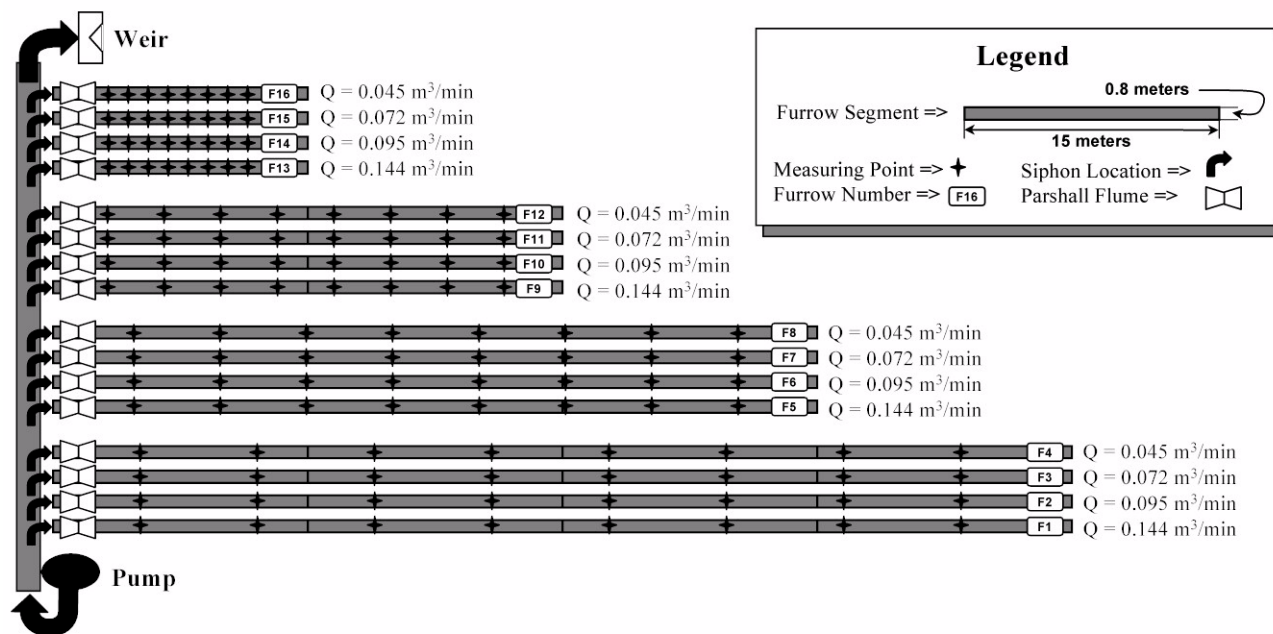 Weir
F16 Q = 0.045 m³/min
F15 Q = 0.072 m³/min
F14 Q = 0.095 m³/min
F13 Q = 0.144 m³/min
F12 Q = 0.045 m³/min
F11 Q = 0.072 m³/min
F10 Q = 0.095 m³/min
F9 Q = 0.144 m³/min
F8 Q = 0.045 m³/min
F7 Q = 0.072 m³/min
F6 Q = 0.095 m³/min
F5 Q = 0.144 m³/min
F4 Q = 0.045 m³/min
F3 Q = 0.072 m³/min
F2 Q = 0.095 m³/min
F1 Q = 0.144 m³/min
Pump
Legend
0.8 meters
Furrow Segment =>
15 meters
Measuring Point => Siphon Location =>
Furrow Number => F16 Parshall Flume =>